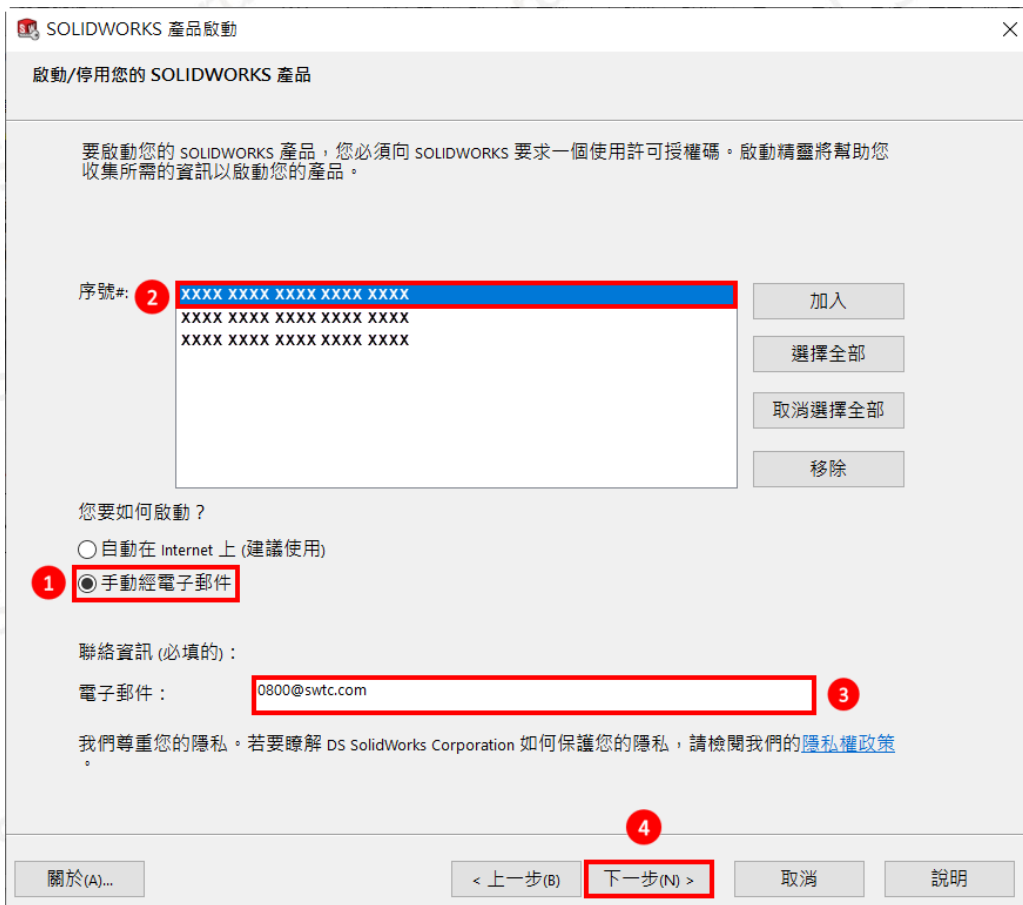 SOLIDWORKS 產品啟動
啟動/停用您的 SOLIDWORKS 產品
要啟動您的 SOLIDWORKS 產品，您必須向 SOLIDWORKS 要求一個使用許可授權碼。啟動精靈將幫助您
收集所需的資訊以啟動您的產品。
序號#: 2 XXXX XXXX XXXX XXXX XXXX
XXXX XXXX XXXX XXXX XXXX
XXXX XXXX XXXX XXXX XXXX
加入
選擇全部
取消選擇全部
移除
您要如何啟動？
自動在 Internet 上 (建議使用)
1 手動經電子郵件
聯絡資訊 (必填的)：
電子郵件： 0800@swtc.com 3
我們尊重您的隱私。若要瞭解 DS SolidWorks Corporation 如何保護您的隱私，請檢閱我們的隱私權政策
。
4
關於(A)... < 上一步(B) 下一步(N) > 取消 說明